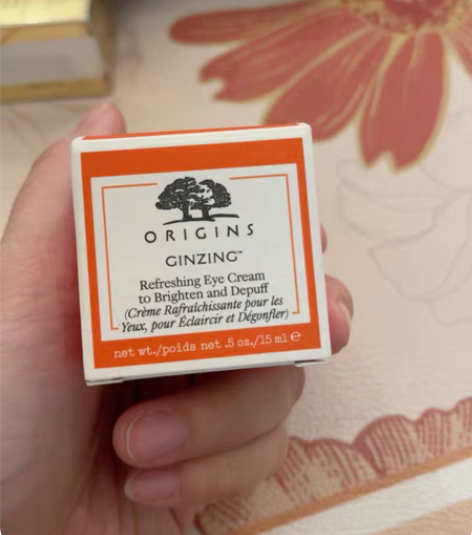 ORIGINS
GINZING™
Refreshing Eye Cream
to Brighten and Depuff
(Crème Rafraîchissante pour les
Yeux, pour Éclaircir et Dégonfler)
net wt./poids net .5 oz./15 ml ℮